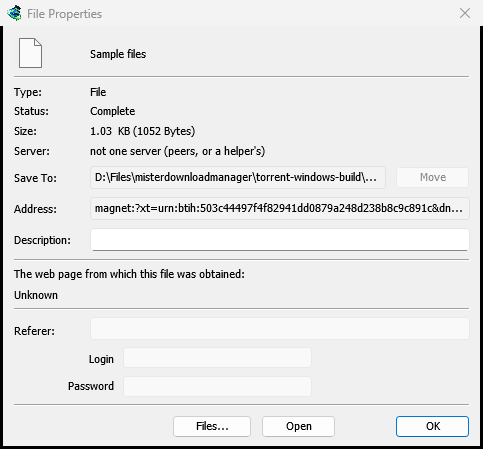 File Properties
Sample files
Type: File
Status: Complete
Size: 1.03 KB (1052 Bytes)
Server: not one server (peers, or a helper's)
Save To: D:\Files\misterdownloadmanager\torrent-windows-build\... Move
Address: magnet:?xt=urn:btih:503c44497f4f82941dd0879a248d238b8c9c891c&dn...
Description:
The web page from which this file was obtained:
Unknown
Referer:
Login
Password
Files... Open OK